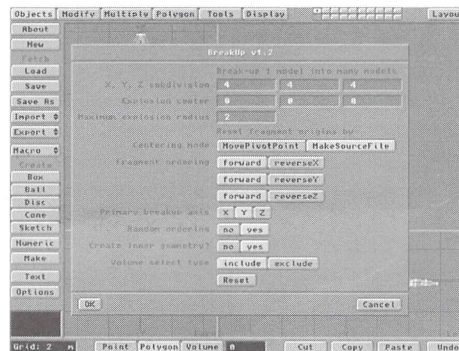 Objects Modify Multiply Polygon Tools Display Layou
About
New
Fetch
Load
Save
Save As
Import
Export
Macro
Create
Box
Ball
Disc
Cone
Sketch
Numeric
Make
Text
Options
BreakUp v1.2
Break-up 1 model into many models
X, Y, Z subdivision 4 4 4
Explosion center 0 0 0
Maximum explosion radius 2
Reset fragment origins by
Centering mode MovePivotPoint MakeSourceFile
Fragment ordering forward reverseX
forward reverseY
forward reverseZ
Primary breakup axis X Y Z
Random ordering no yes
Create inner geometry? no yes
Volume select type include exclude
Reset
OK Cancel
Grid: 2 m Point Polygon Volume 0 Cut Copy Paste Undo